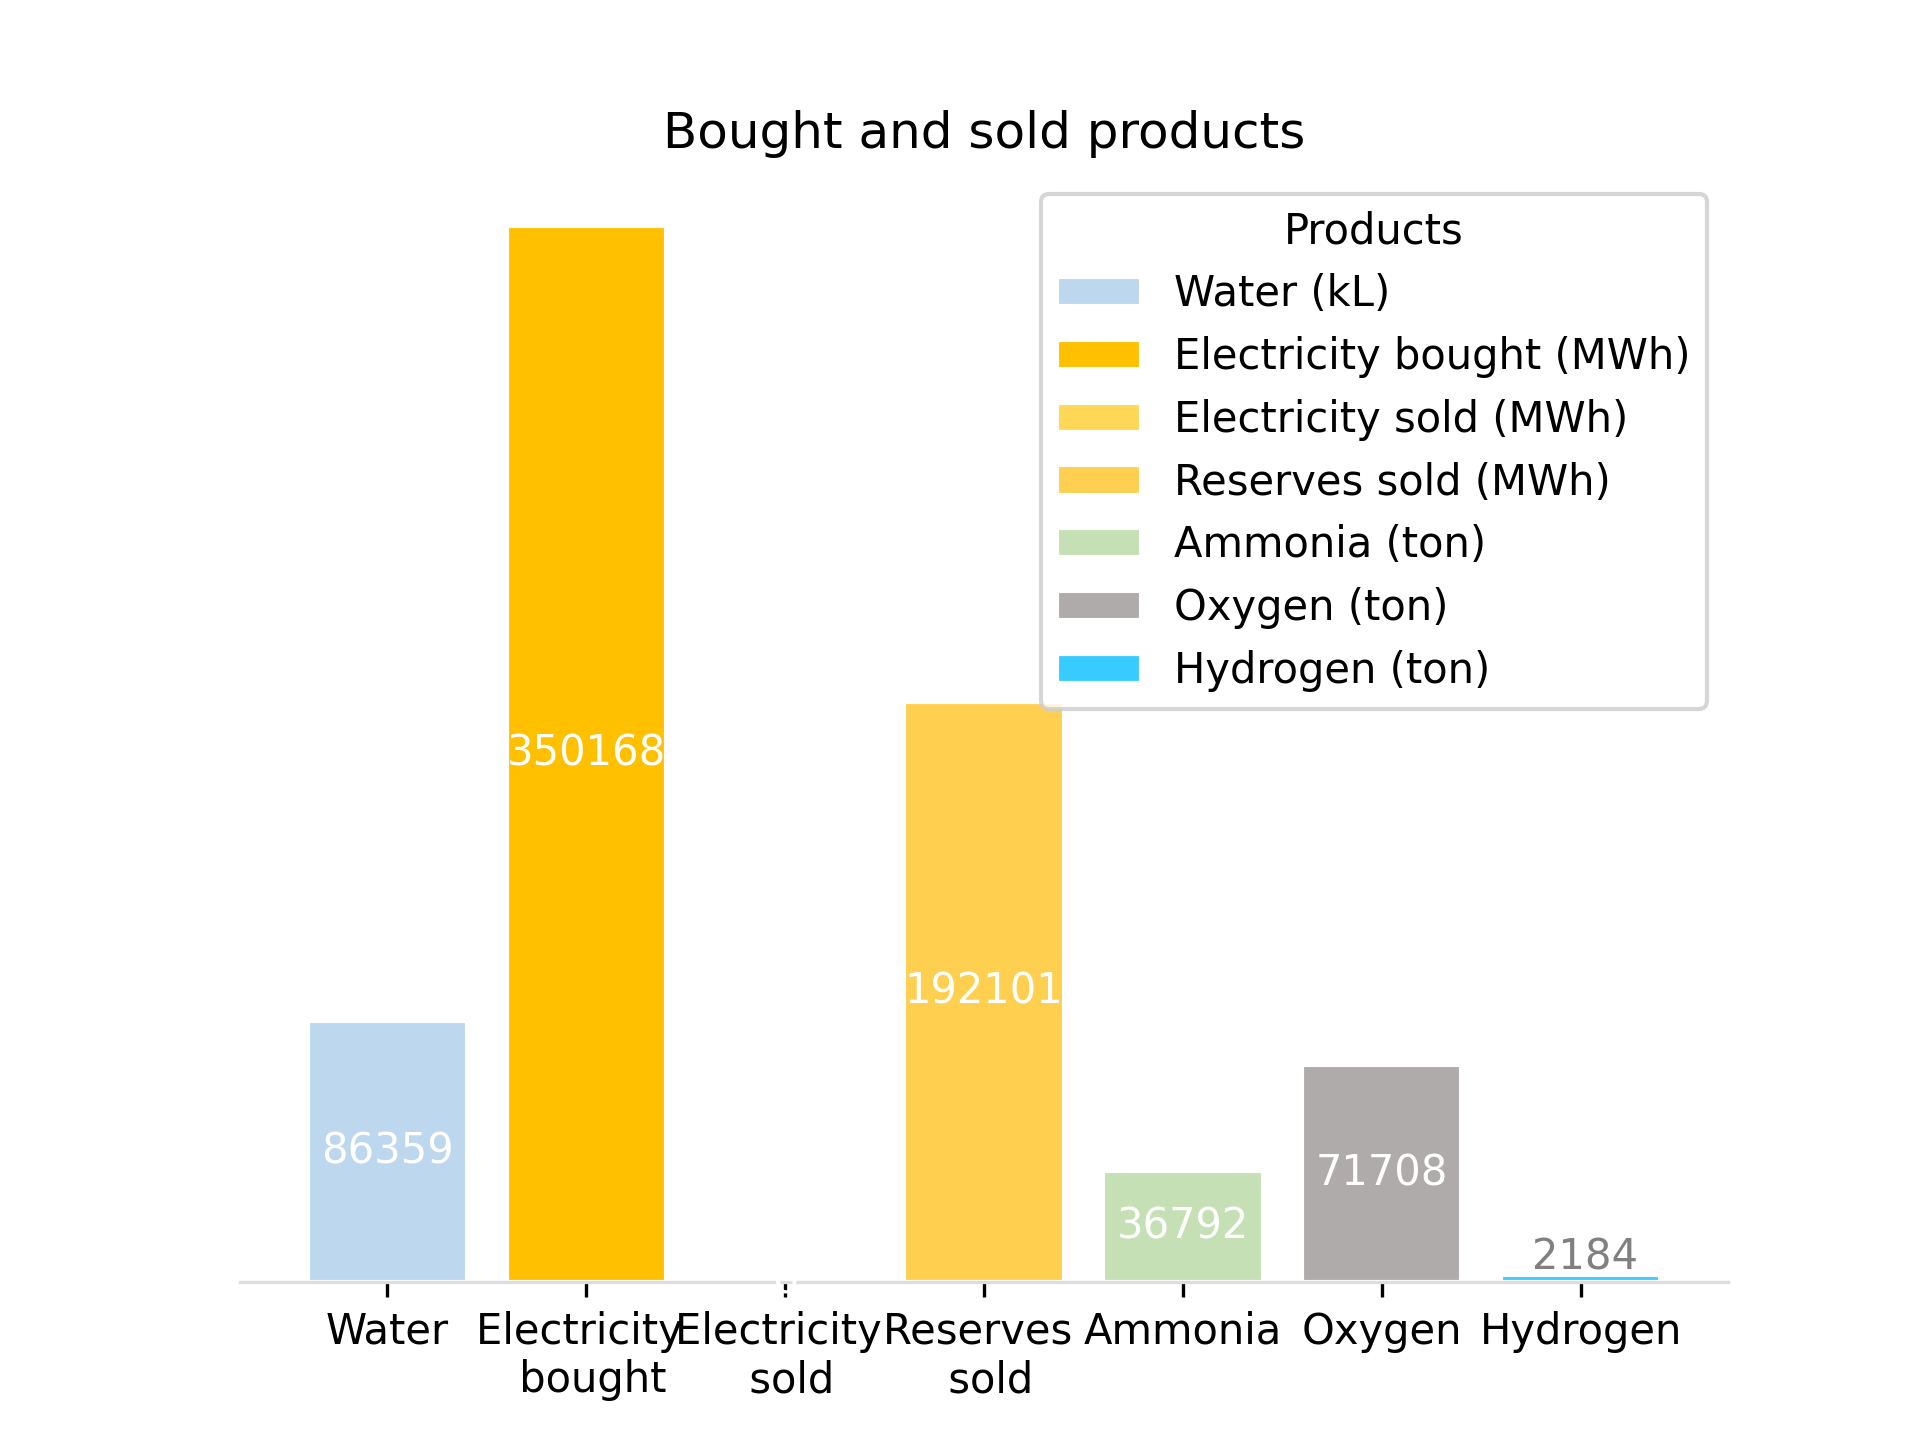 Bought and sold products
Products
Water (kL)
Electricity bought (MWh)
Electricity sold (MWh)
Reserves sold (MWh)
Ammonia (ton)
Oxygen (ton)
Hydrogen (ton)
350168
192101
86359
71708
36792
2184
Water
Electricity
bought
Electricity
sold
Reserves
sold
Ammonia
Oxygen
Hydrogen